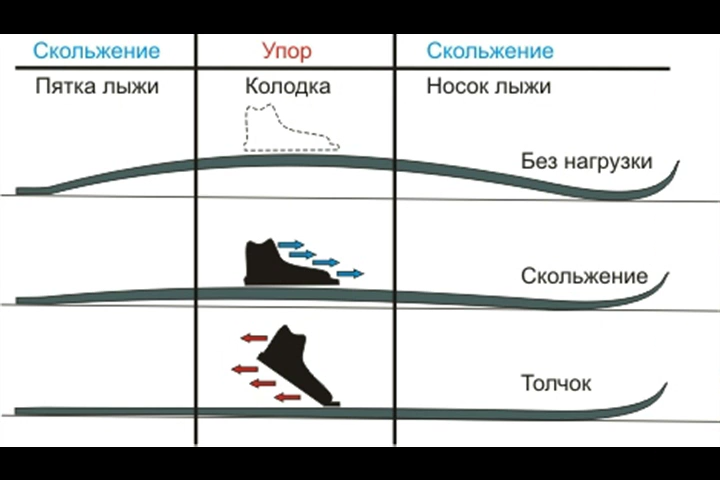 Скольжение Упор Скольжение
Пятка лыжи Колодка Носок лыжи
Без нагрузки
Скольжение
Толчок